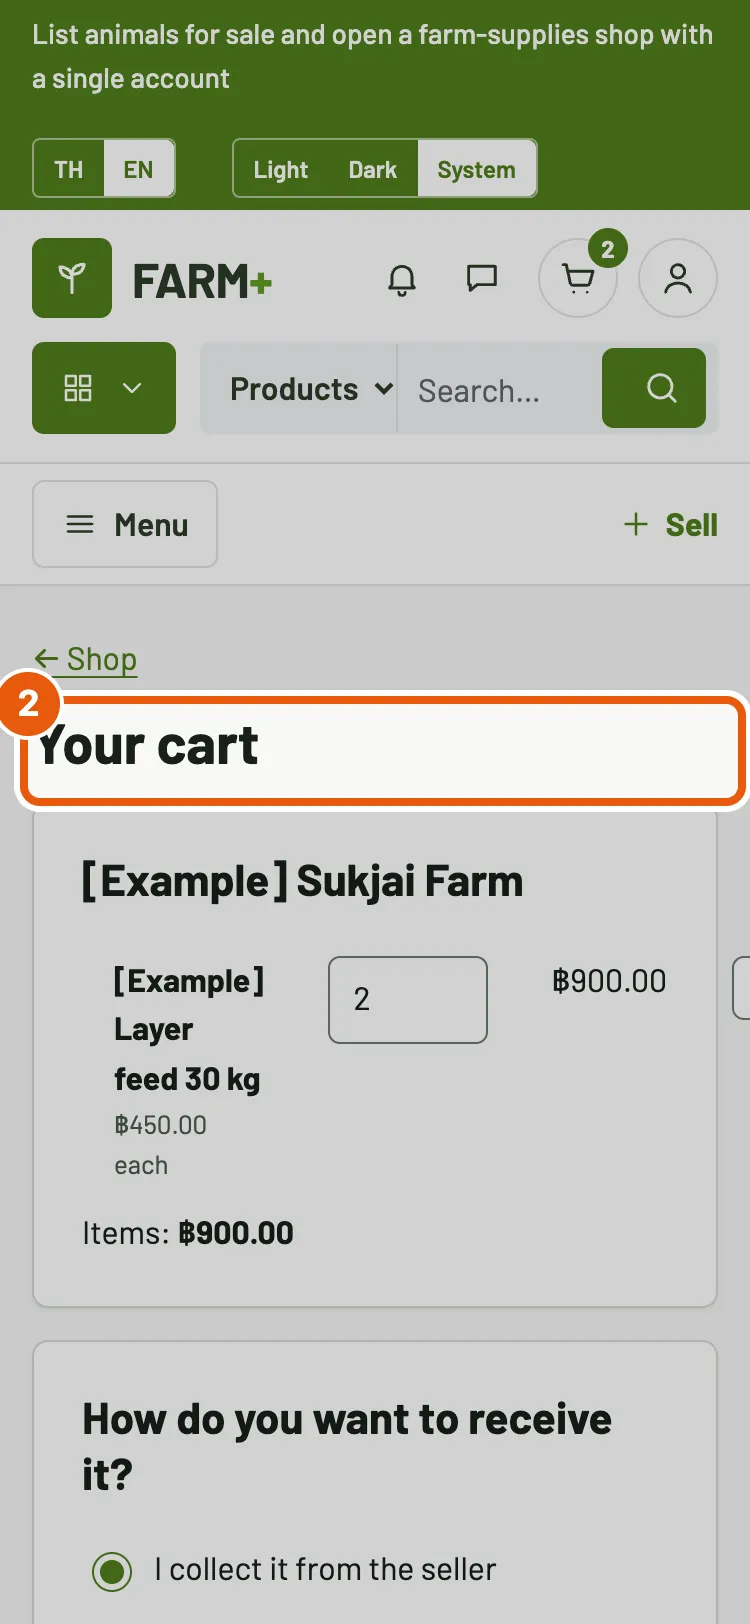 List animals for sale and open a farm-supplies shop with
a single account
TH EN Light Dark System
FARM+ 2
Products Search...
Menu + Sell
← Shop
2
Your cart
[Example] Sukjai Farm
[Example] 2 ฿900.00
Layer
feed 30 kg
฿450.00
each
Items: ฿900.00
How do you want to receive
it?
I collect it from the seller